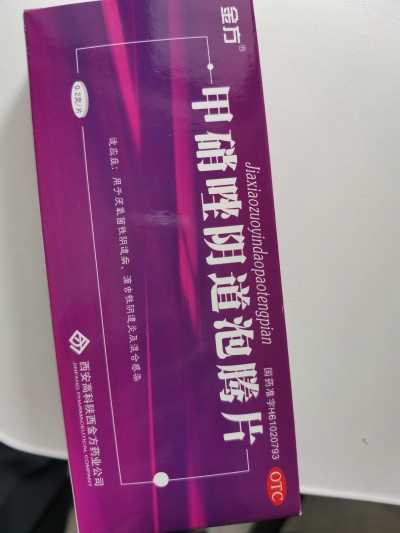 金方®
甲硝唑阴道泡腾片
Jiaxiaozuoyindaopaotengpian
0.2克/片
适应症：用于厌氧菌性阴道病、滴虫性阴道炎及混合感染
国药准字H61020793
OTC
西安高科陕西金方药业公司
JINFANG PHARMACEUTICAL COMPANY